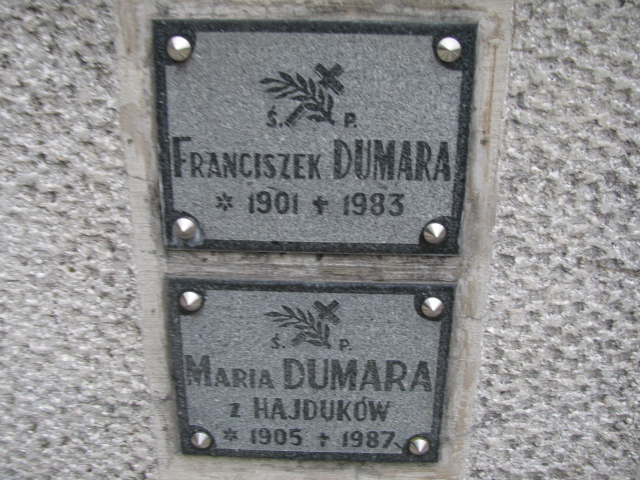 Ś. P.
FRANCISZEK DUMARA
* 1901 ✝ 1983
Ś. P.
MARIA DUMARA
z HAJDUKÓW
* 1905 ✝ 1987